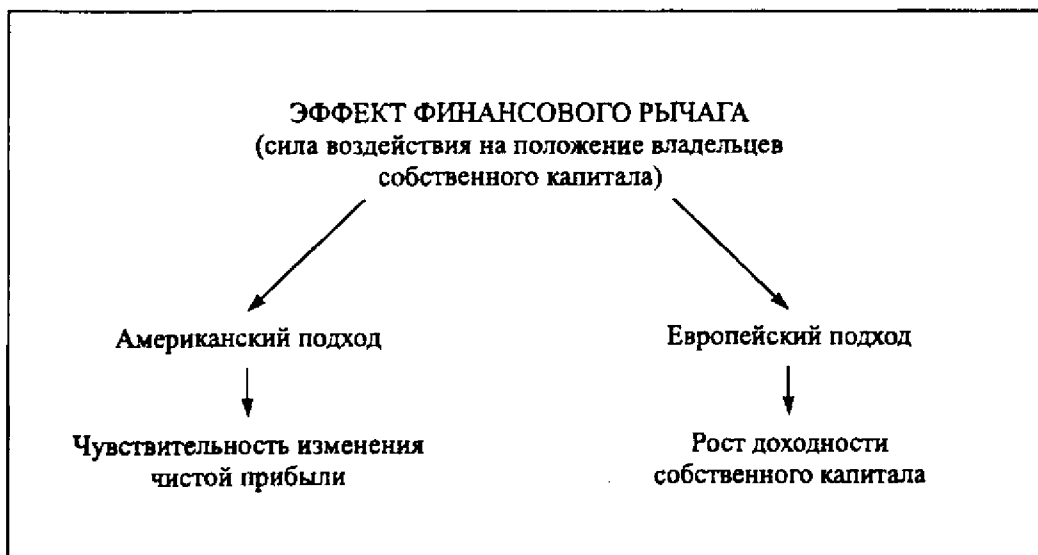 ЭФФЕКТ ФИНАНСОВОГО РЫЧАГА
(сила воздействия на положение владельцев
собственного капитала)
Американский подход
Европейский подход
Чувствительность изменения
чистой прибыли
Рост доходности
собственного капитала